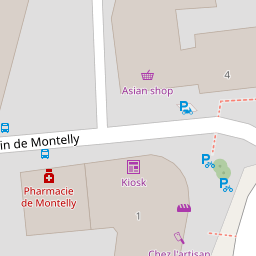 4
Asian shop
P
in de Montelly
P
Kiosk
P
Pharmacie
de Montelly
1
Chez l'artisan